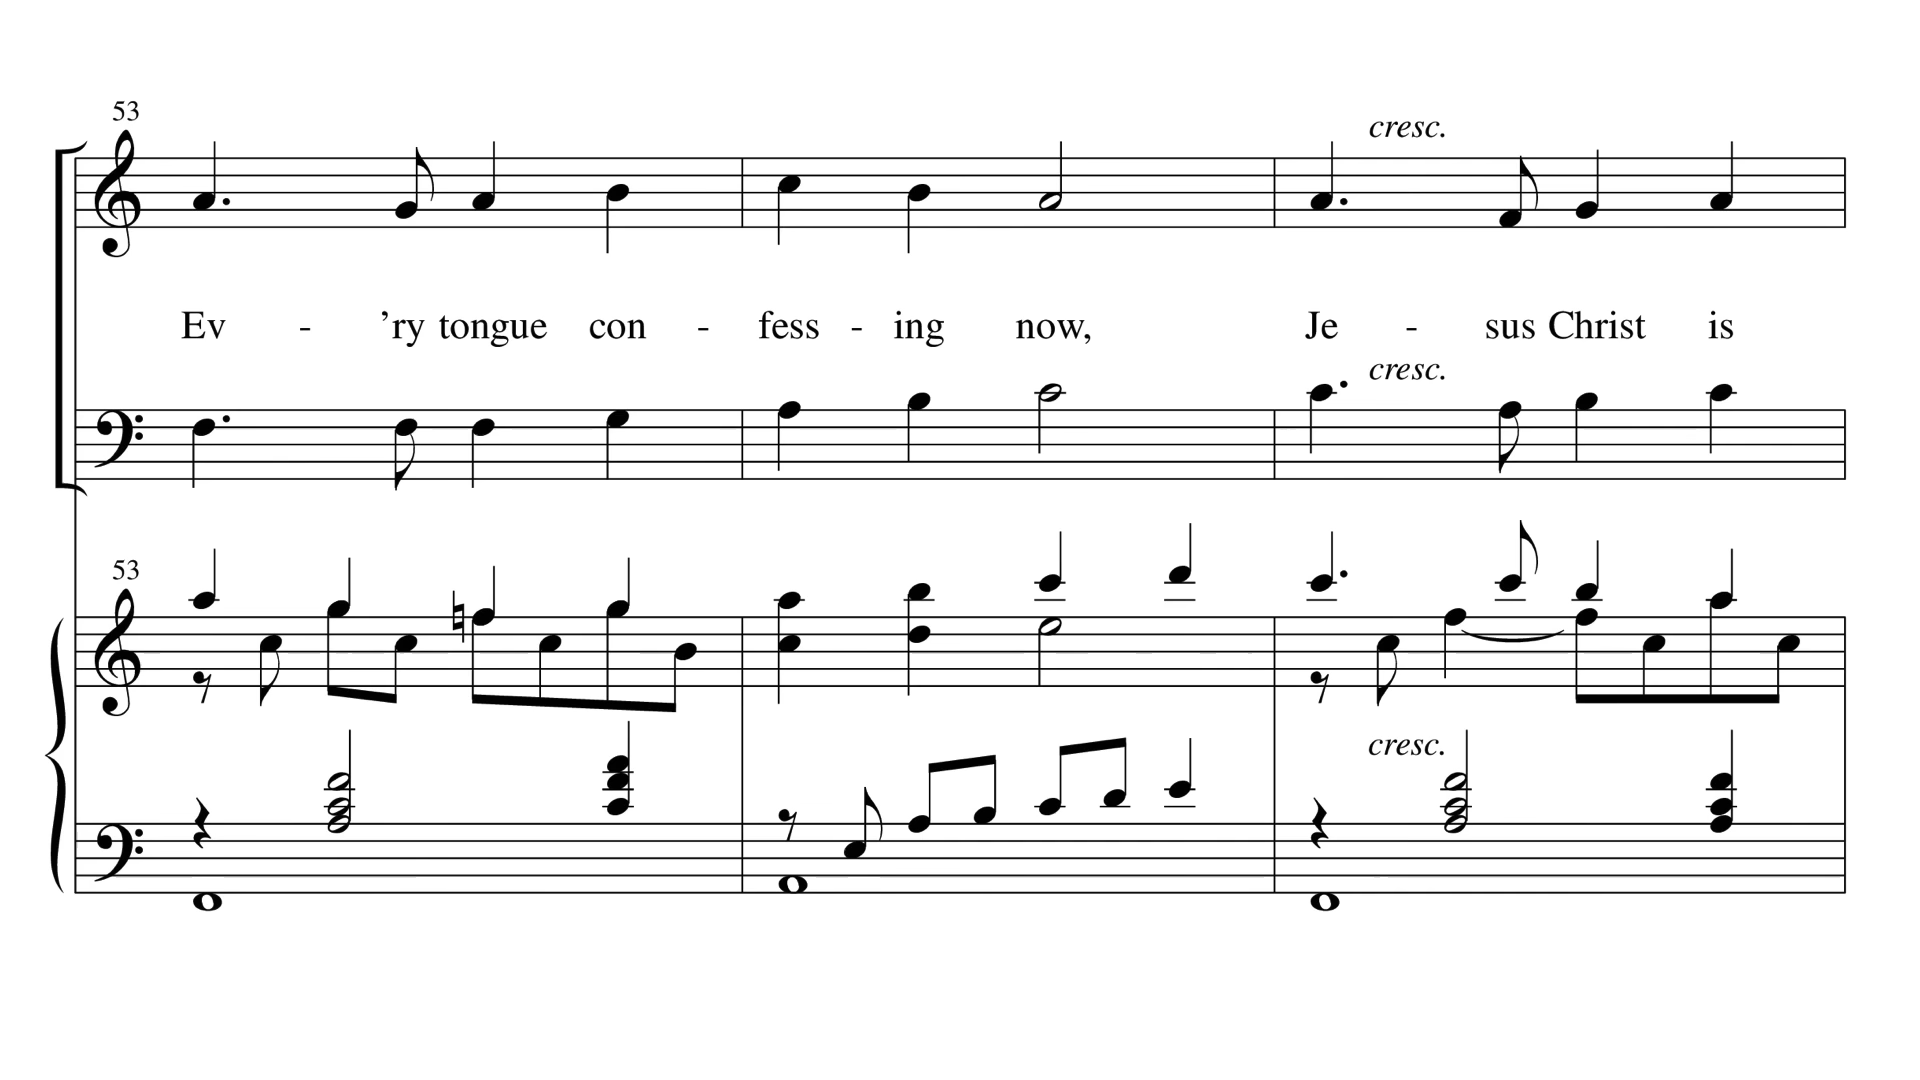 53
cresc.
Ev - ’ry tongue con - fess - ing now, Je - sus Christ is
cresc.
53
cresc.